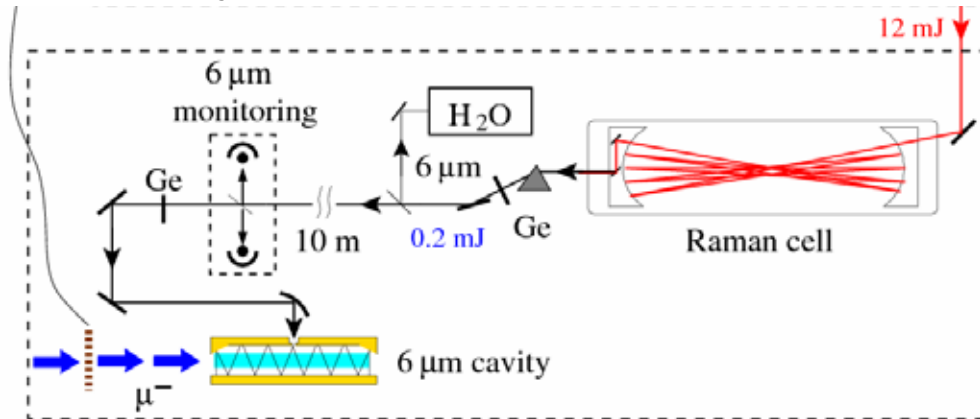 12 mJ
6 µm
monitoring
H₂O
Ge
6 µm
Ge
10 m
0.2 mJ
Raman cell
6 µm cavity
µ⁻